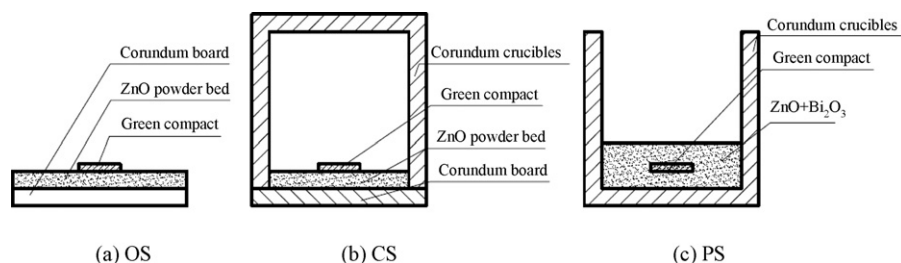 Corundum board
ZnO powder bed
Green compact
(a) OS
Corundum crucibles
Green compact
ZnO powder bed
Corundum board
(b) CS
Corundum crucibles
Green compact
ZnO+Bi₂O₃
(c) PS